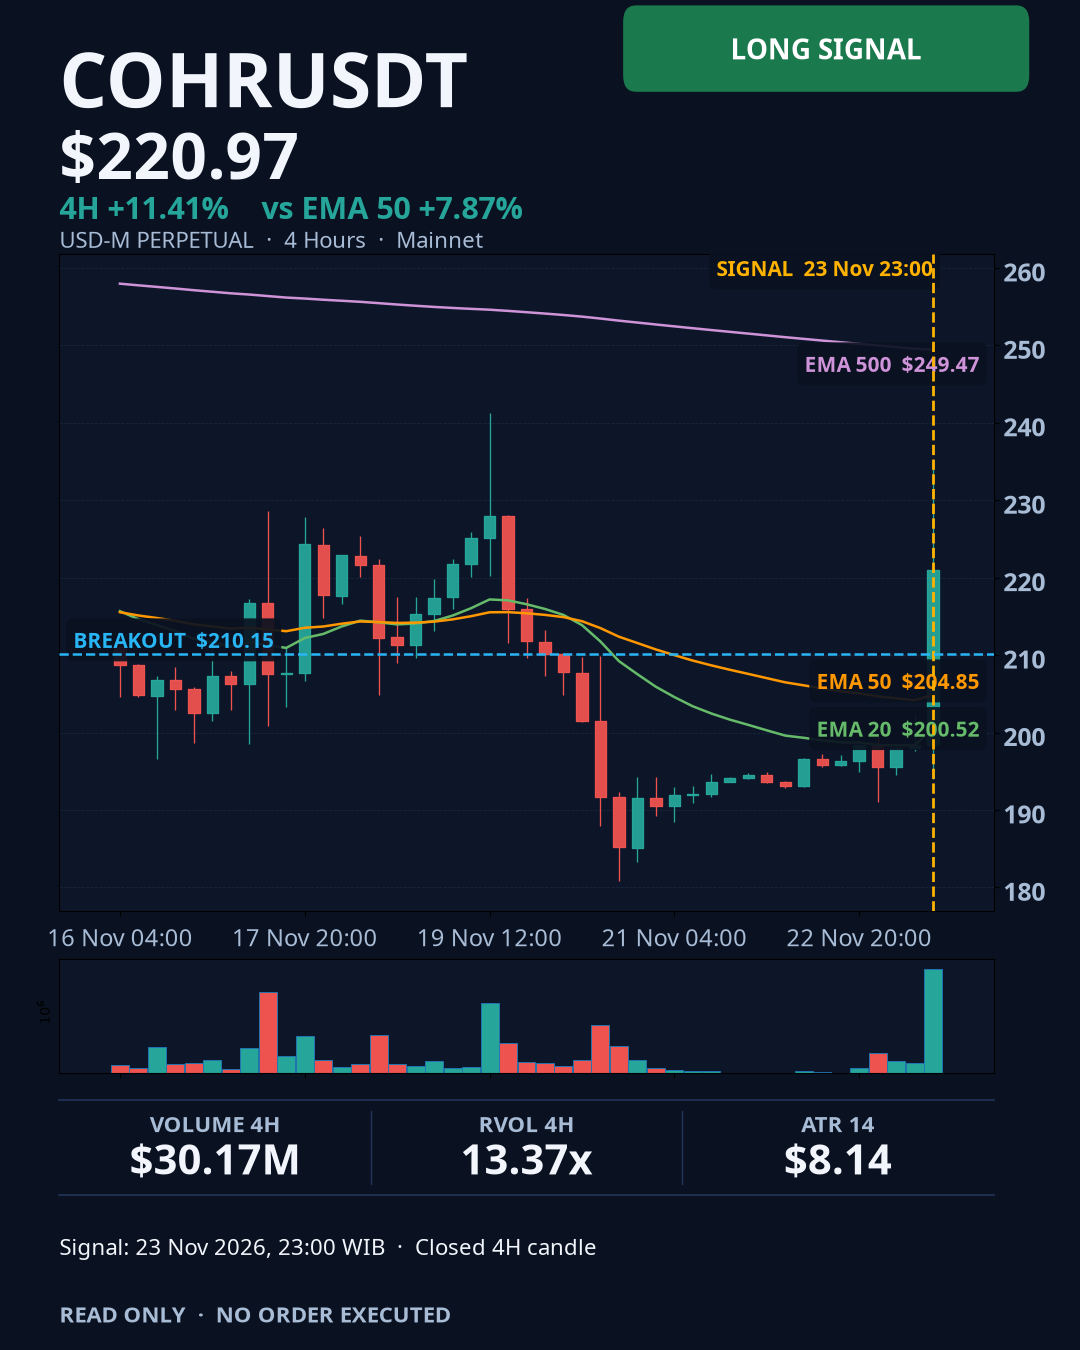 LONG SIGNAL
COHRUSDT
$220.97
4H +11.41% vs EMA 50 +7.87%
USD-M PERPETUAL · 4 Hours · Mainnet
SIGNAL 23 Nov 23:00
260
250
EMA 500 $249.47
240
230
220
BREAKOUT $210.15
210
EMA 50 $204.85
EMA 20 $200.52
200
190
180
16 Nov 04:00 17 Nov 20:00 19 Nov 12:00 21 Nov 04:00 22 Nov 20:00
10⁶
VOLUME 4H RVOL 4H ATR 14
$30.17M 13.37x $8.14
Signal: 23 Nov 2026, 23:00 WIB · Closed 4H candle
READ ONLY · NO ORDER EXECUTED